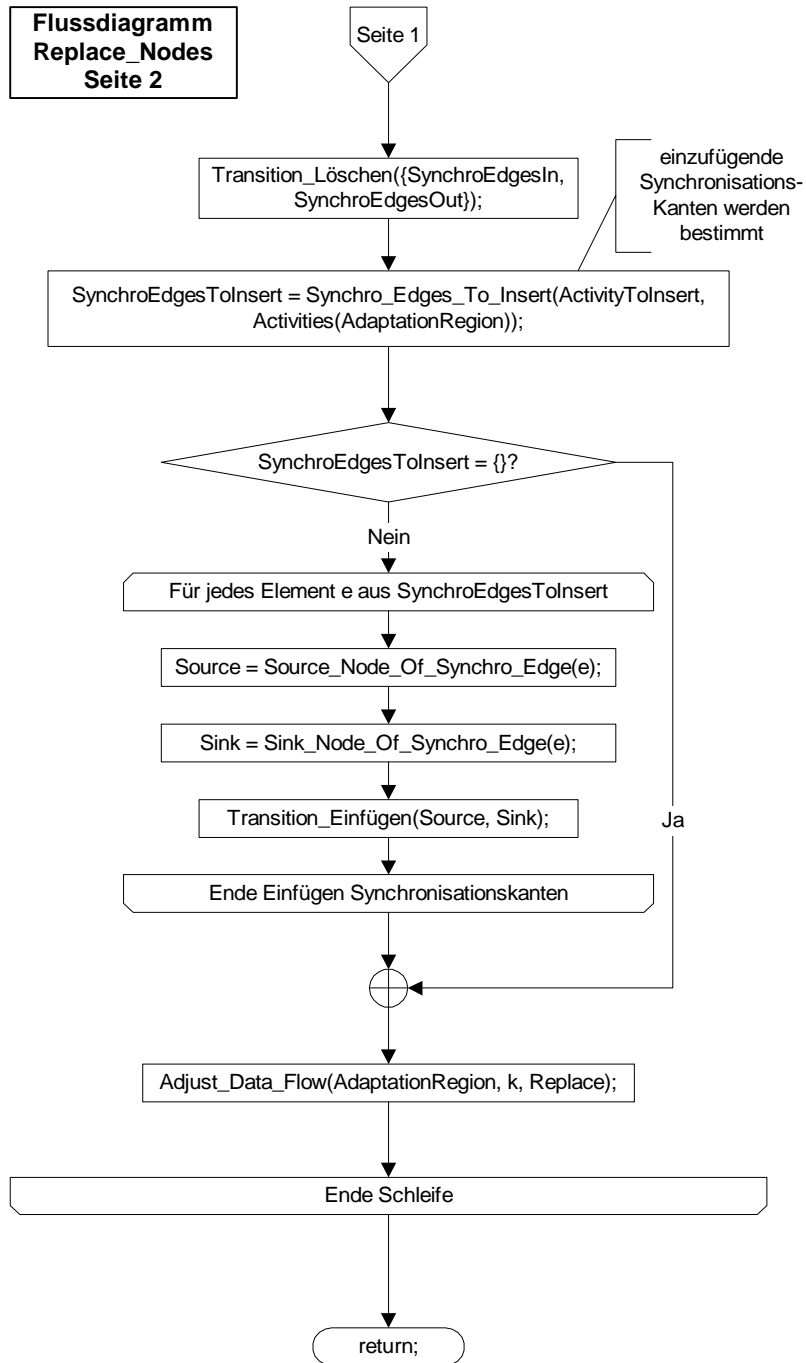 Flussdiagramm
Replace_Nodes
Seite 2
Seite 1
Transition_Löschen({SynchroEdgesIn,
SynchroEdgesOut});
einzufügende
Synchronisations-
Kanten werden
bestimmt
SynchroEdgesToInsert = Synchro_Edges_To_Insert(ActivityToInsert,
Activities(AdaptationRegion));
SynchroEdgesToInsert = {}?
Nein
Für jedes Element e aus SynchroEdgesToInsert
Source = Source_Node_Of_Synchro_Edge(e);
Sink = Sink_Node_Of_Synchro_Edge(e);
Transition_Einfügen(Source, Sink);
Ja
Ende Einfügen Synchronisationskanten
Adjust_Data_Flow(AdaptationRegion, k, Replace);
Ende Schleife
return;